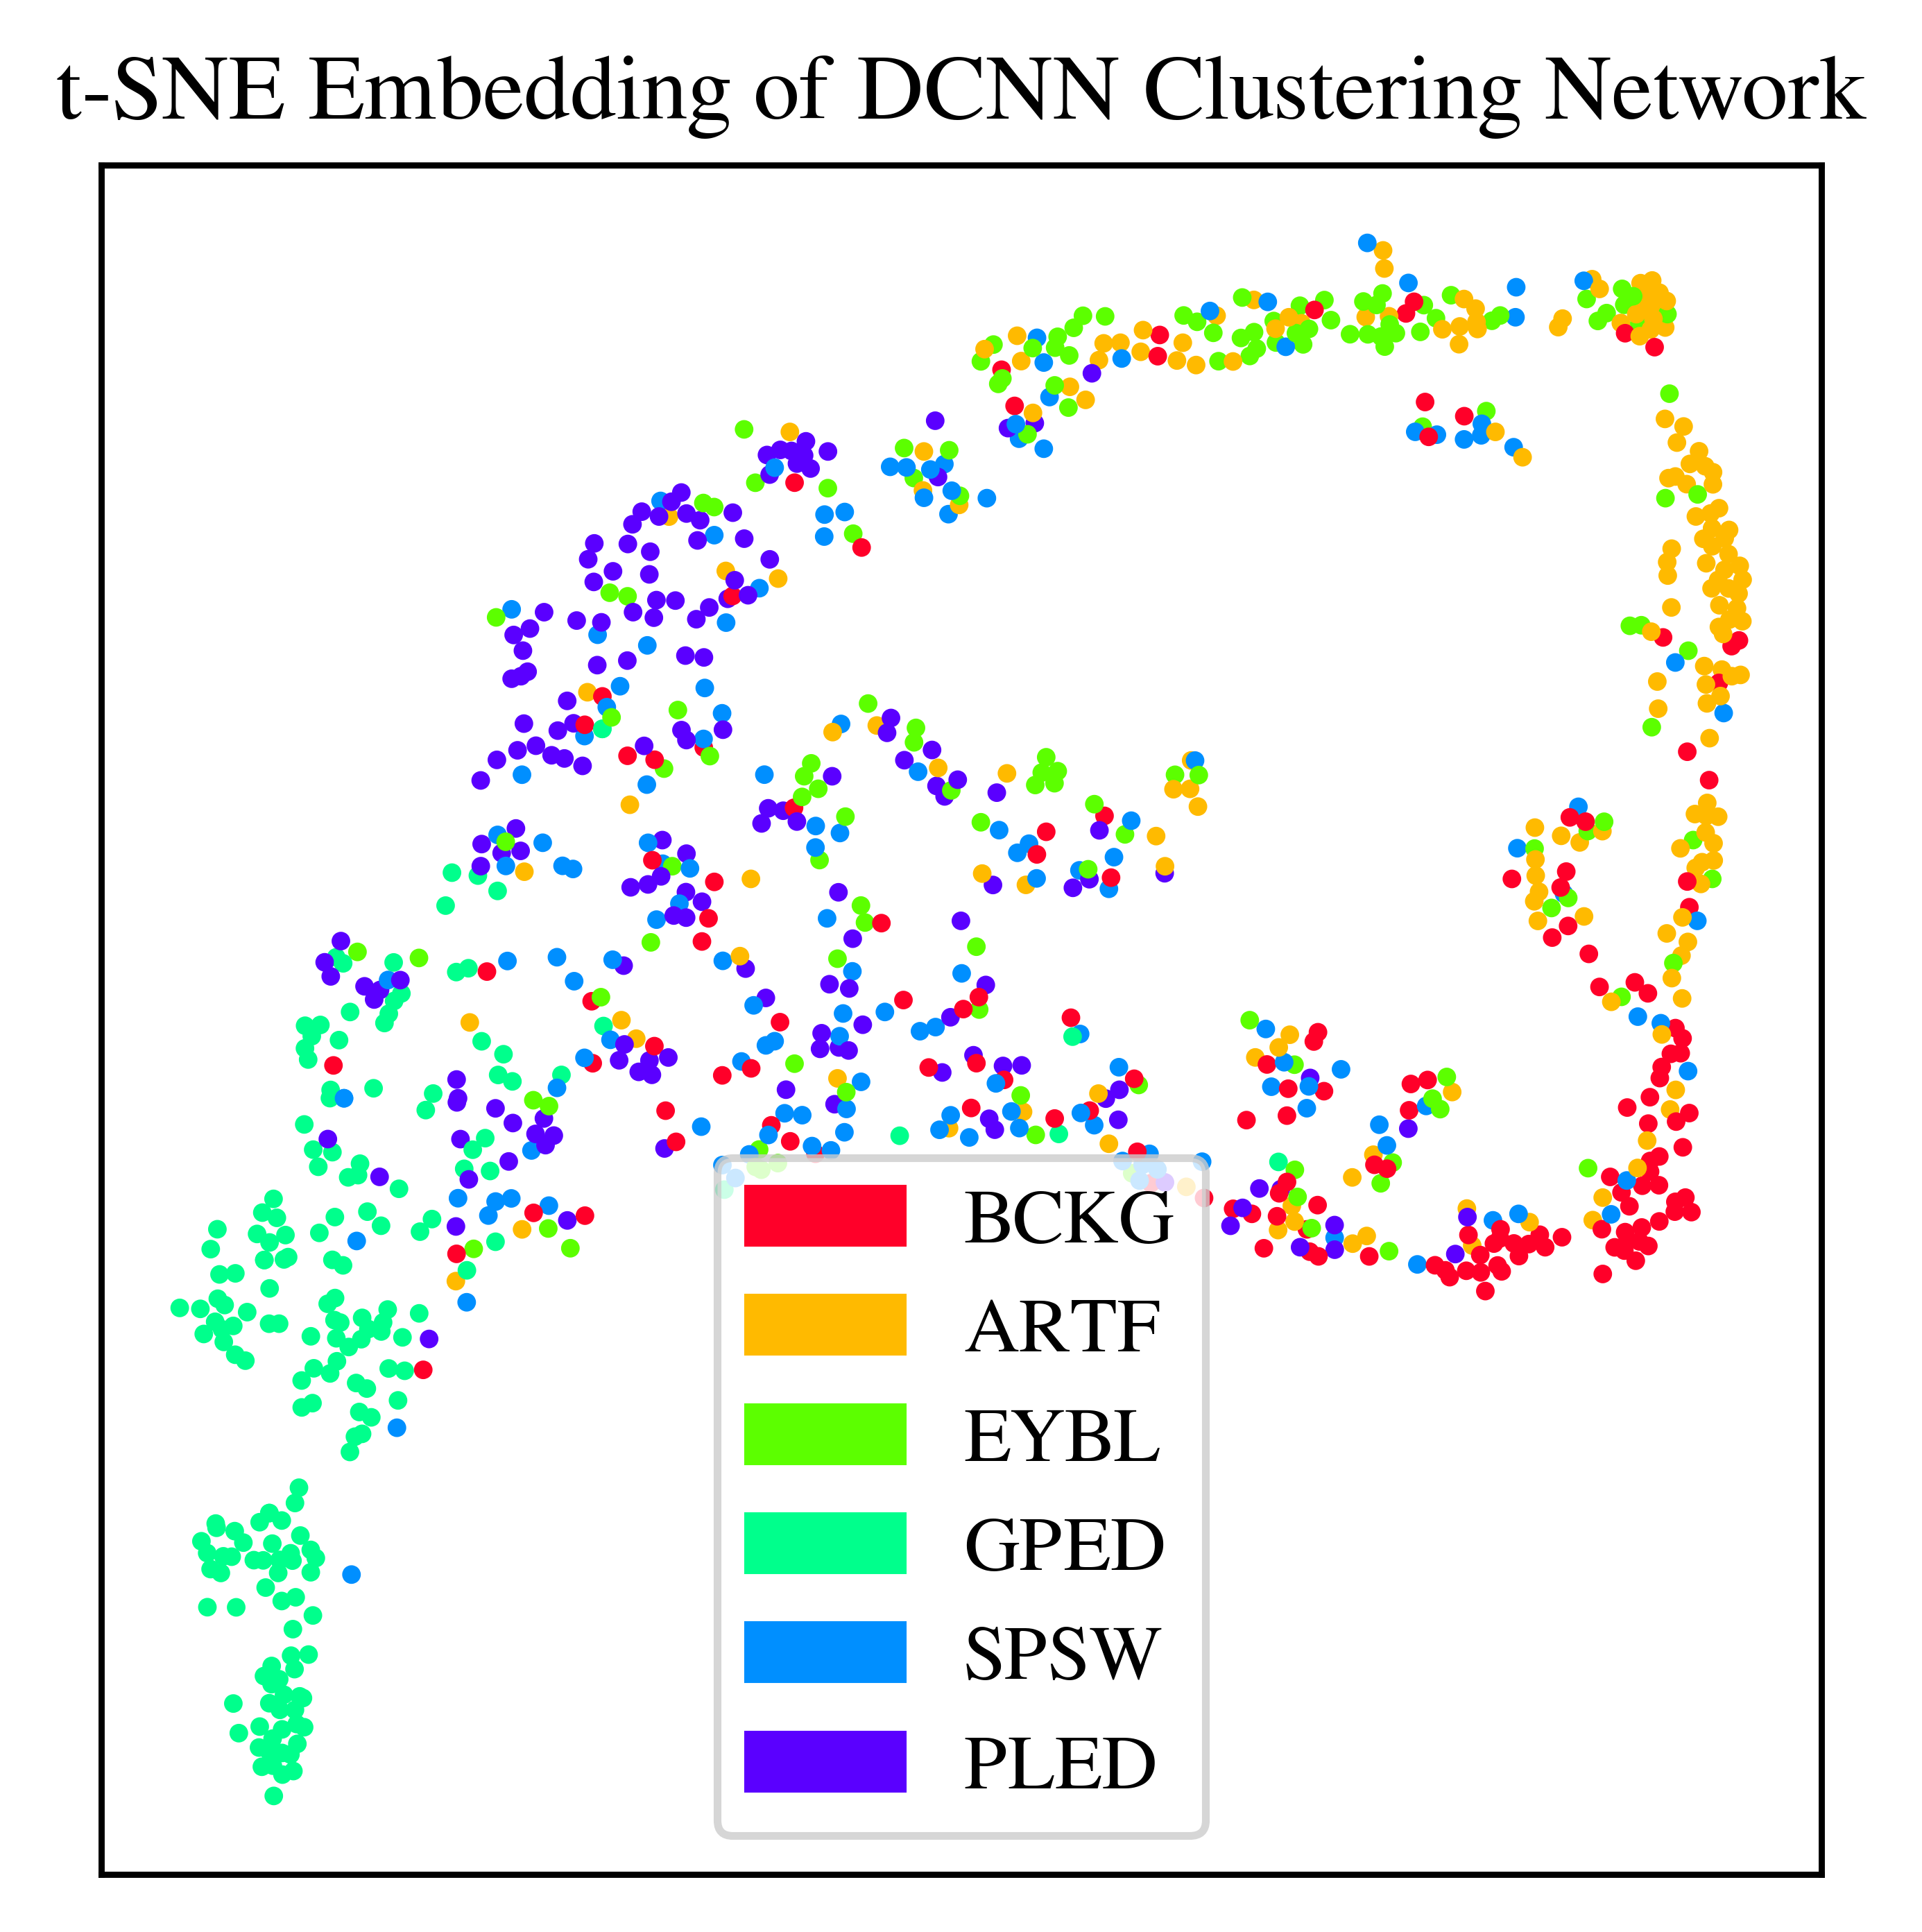 t-SNE Embedding of DCNN Clustering Network
BCKG
ARTF
EYBL
GPED
SPSW
PLED